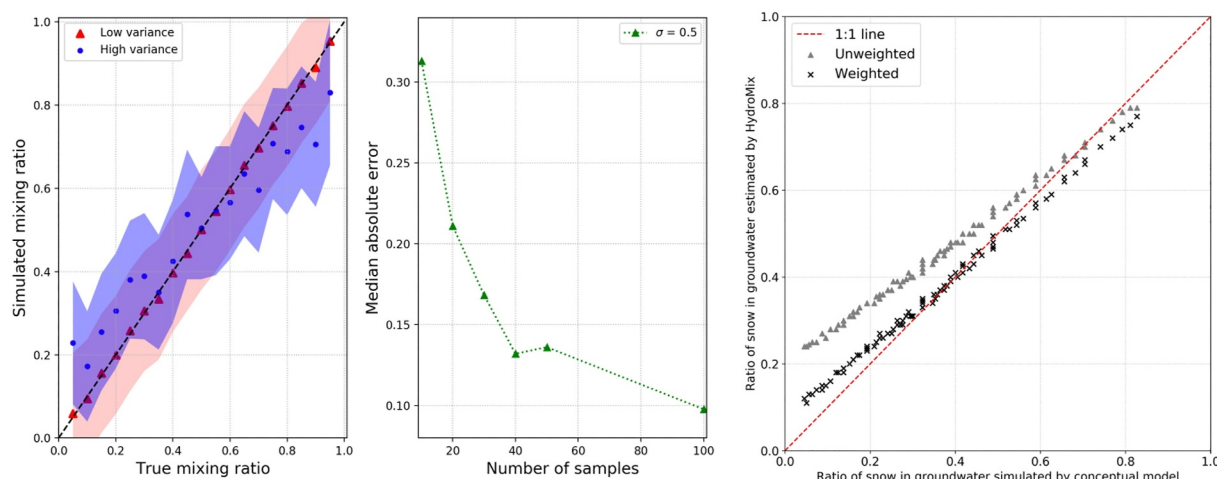 1.0
0.8
0.6
0.4
0.2
0.0
Simulated mixing ratio
Low variance
High variance
0.0 0.2 0.4 0.6 0.8 1.0
True mixing ratio
0.30
0.25
0.20
0.15
0.10
Median absolute error
σ = 0.5
20 40 60 80 100
Number of samples
1.0
0.8
0.6
0.4
0.2
0.0
Ratio of snow in groundwater estimated by HydroMix
1:1 line
Unweighted
Weighted
0.0 0.2 0.4 0.6 0.8 1.0
Ratio of snow in groundwater simulated by conceptual model